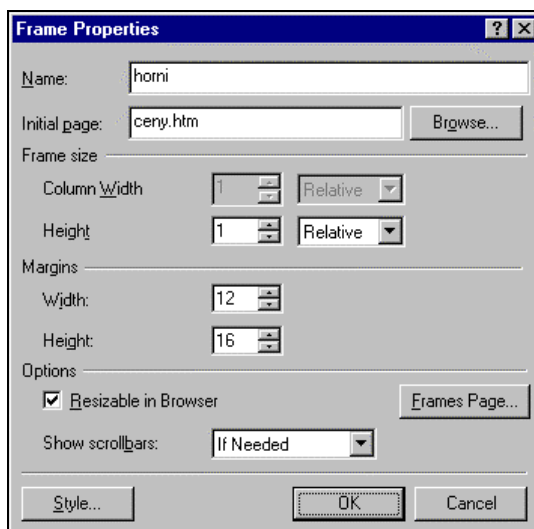 Frame Properties
Name: horni
Initial page: ceny.htm Browse...
Frame size
Column Width 1 Relative
Height 1 Relative
Margins
Width: 12
Height: 16
Options
Resizable in Browser Frames Page...
Show scrollbars: If Needed
Style... OK Cancel